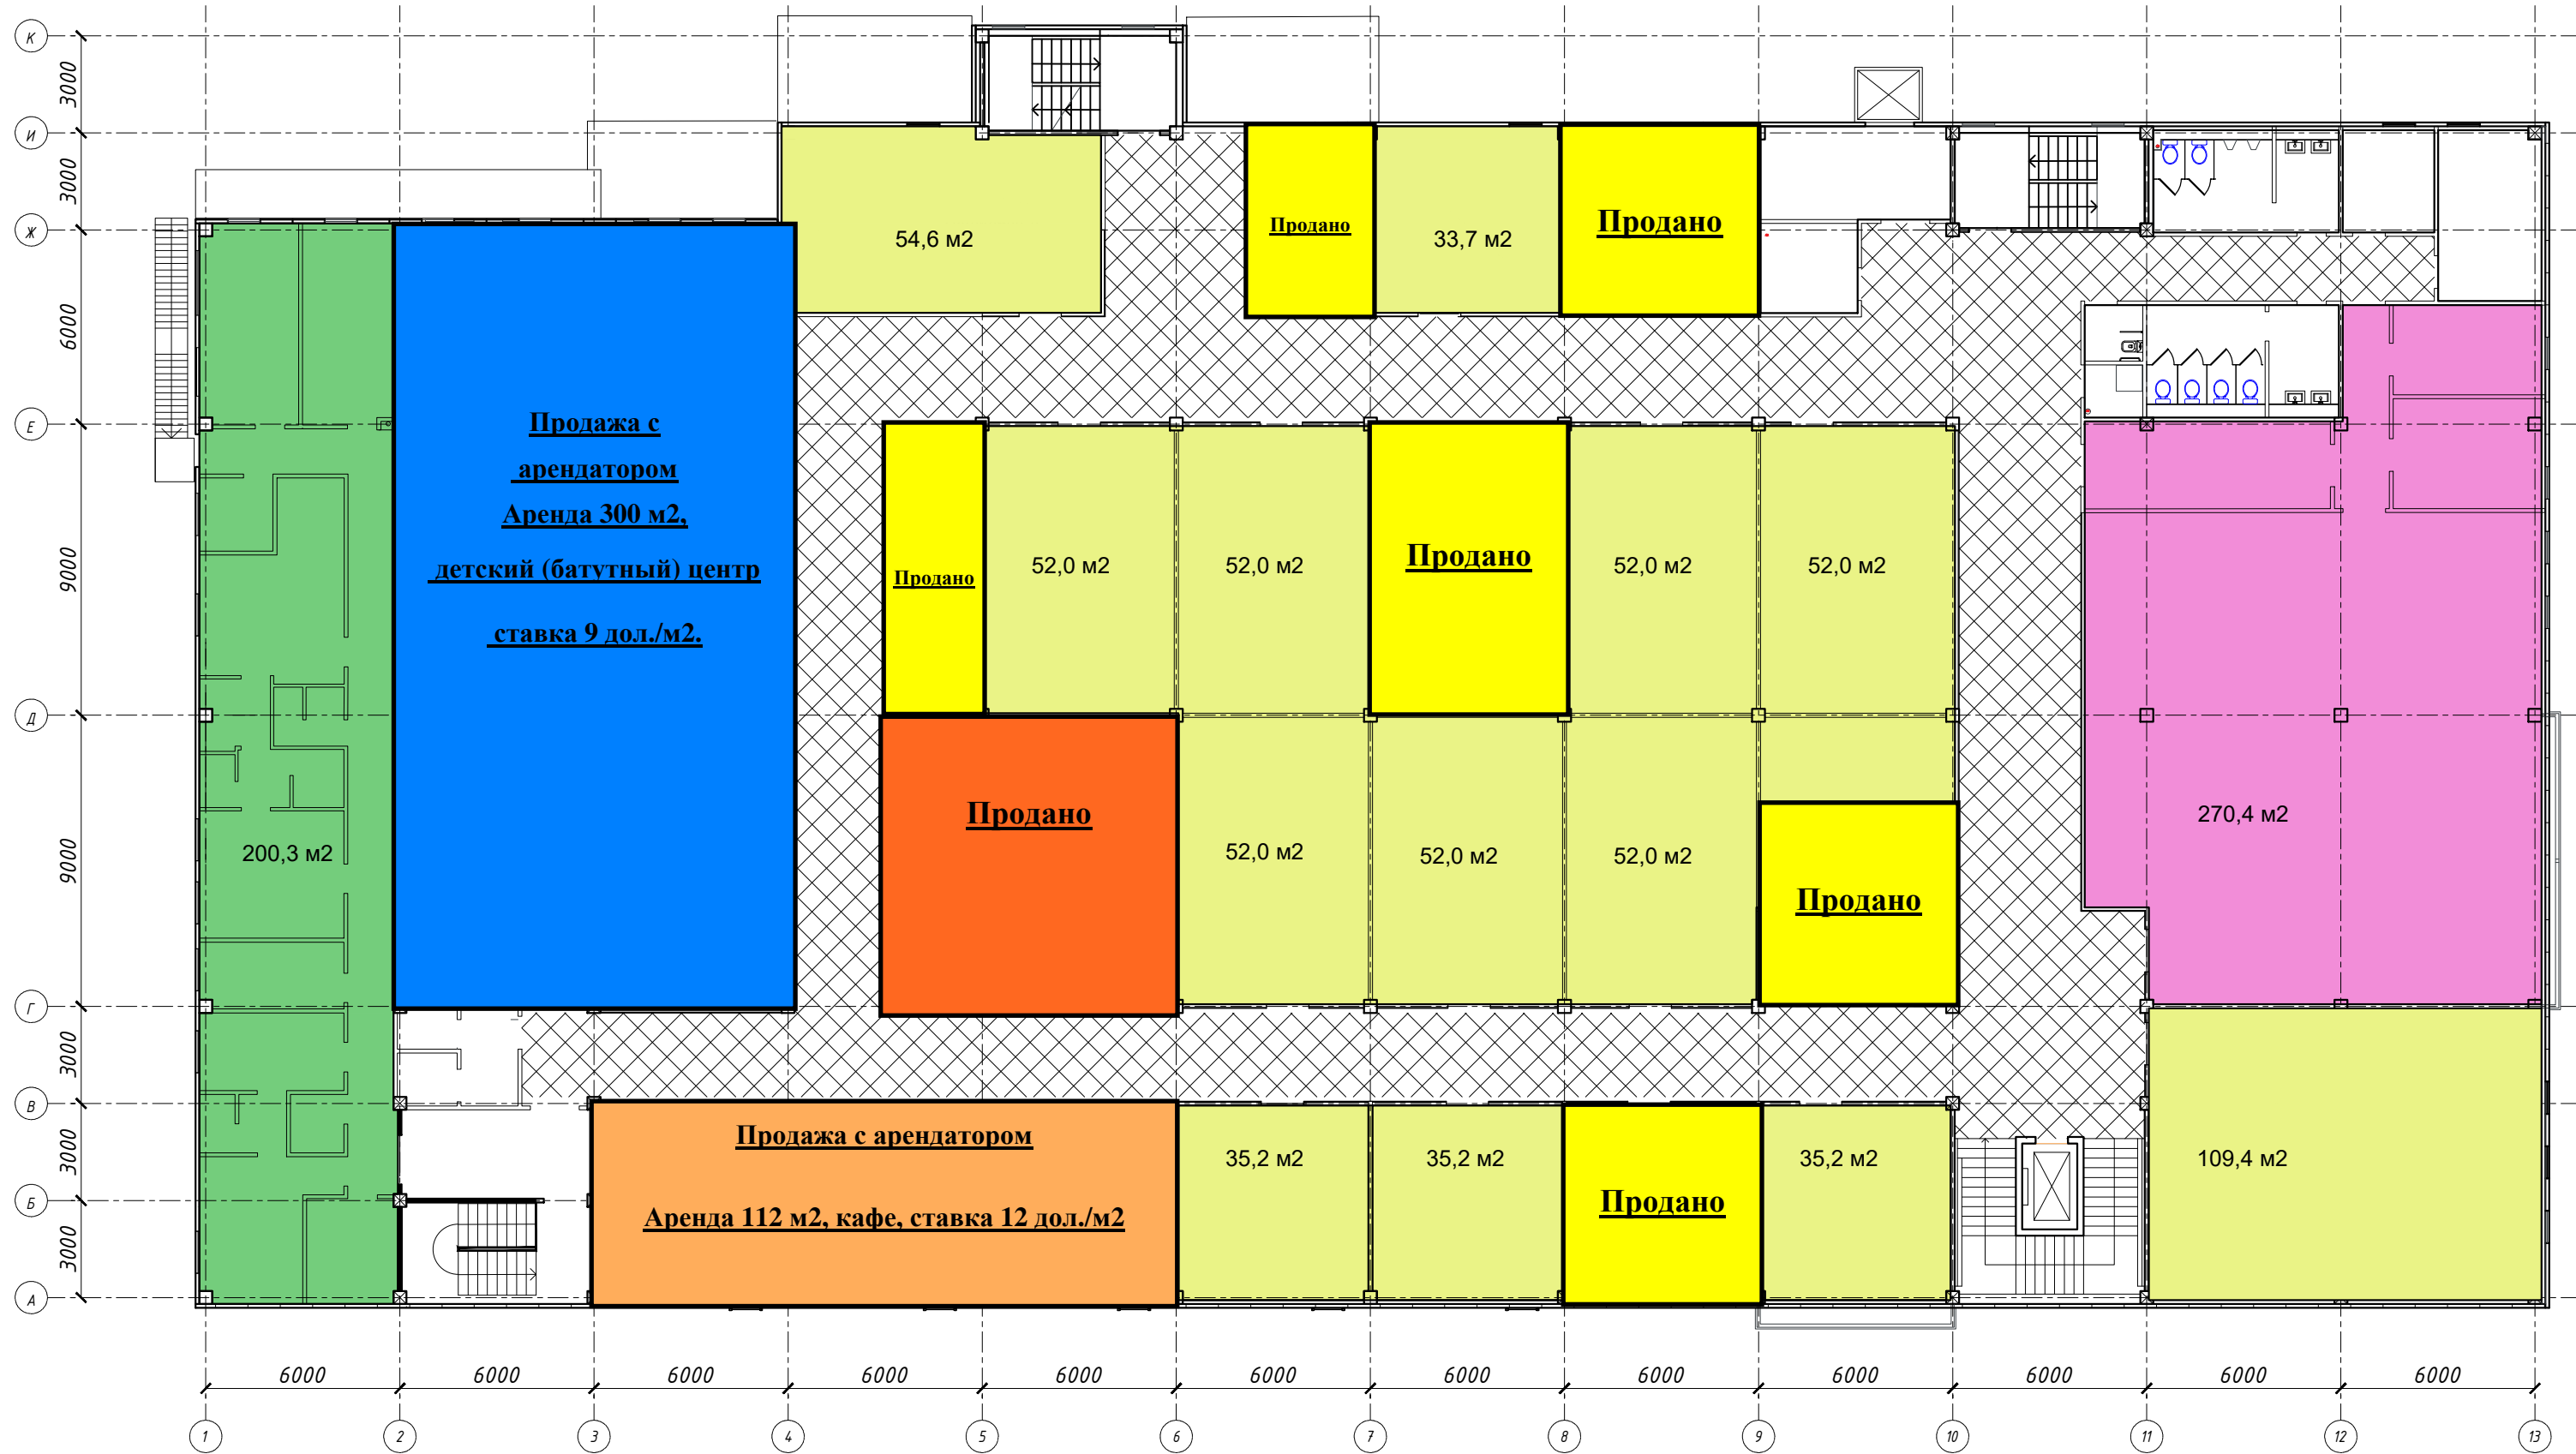 К
3000
И
3000
Ж
6000
Е
9000
Д
9000
Г
3000
В
3000
Б
3000
А
54,6 м2
Продано
33,7 м2
Продано
Продажа с
арендатором
Аренда 300 м2,
детский (батутный) центр
ставка 9 дол./м2.
Продано
52,0 м2
52,0 м2
Продано
52,0 м2
52,0 м2
200,3 м2
Продано
52,0 м2
52,0 м2
52,0 м2
Продано
270,4 м2
Продажа с арендатором
Аренда 112 м2, кафе, ставка 12 дол./м2
35,2 м2
35,2 м2
Продано
35,2 м2
109,4 м2
6000 6000 6000 6000 6000 6000 6000 6000 6000 6000 6000 6000
1 2 3 4 5 6 7 8 9 10 11 12 13